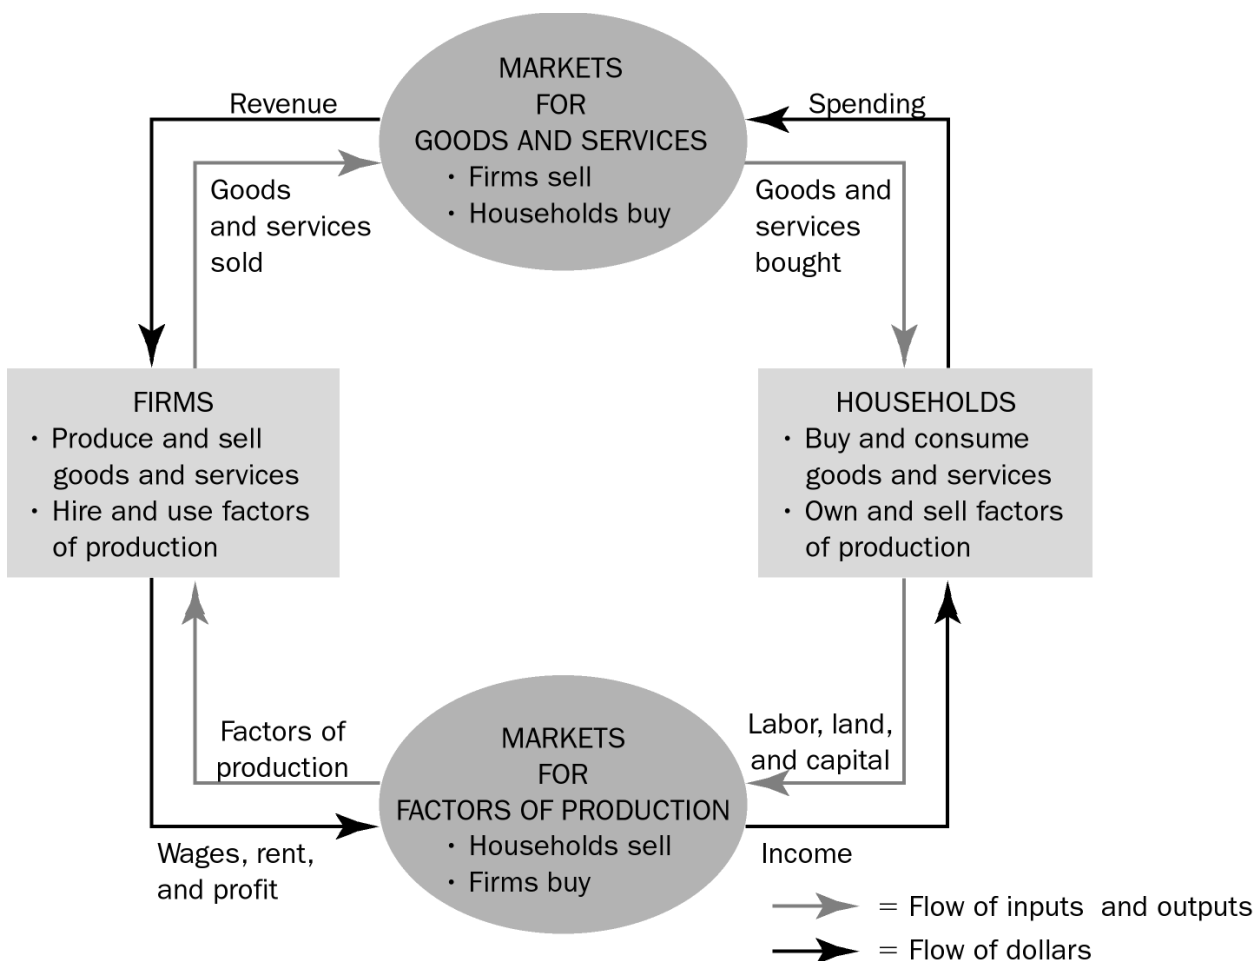 MARKETS
FOR
GOODS AND SERVICES
• Firms sell
• Households buy
Revenue
Spending
Goods
and services
sold
Goods and
services
bought
FIRMS
• Produce and sell
goods and services
• Hire and use factors
of production
HOUSEHOLDS
• Buy and consume
goods and services
• Own and sell factors
of production
Factors of
production
Labor, land,
and capital
MARKETS
FOR
FACTORS OF PRODUCTION
• Households sell
• Firms buy
Wages, rent,
and profit
Income
= Flow of inputs and outputs
= Flow of dollars